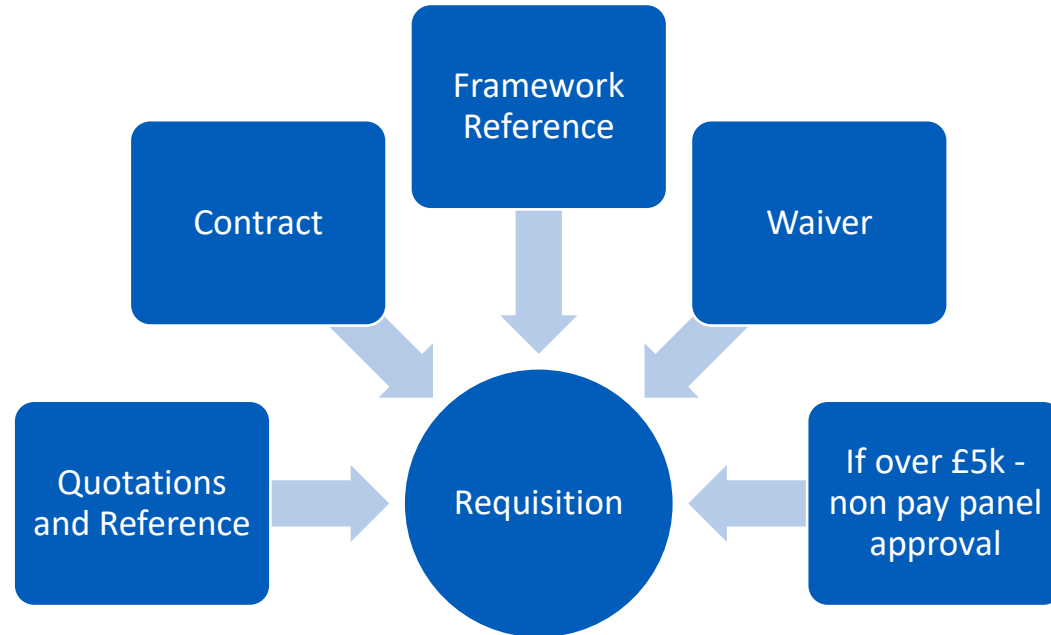 Framework
Reference
Contract
Waiver
Quotations
and Reference
Requisition
If over £5k -
non pay panel
approval